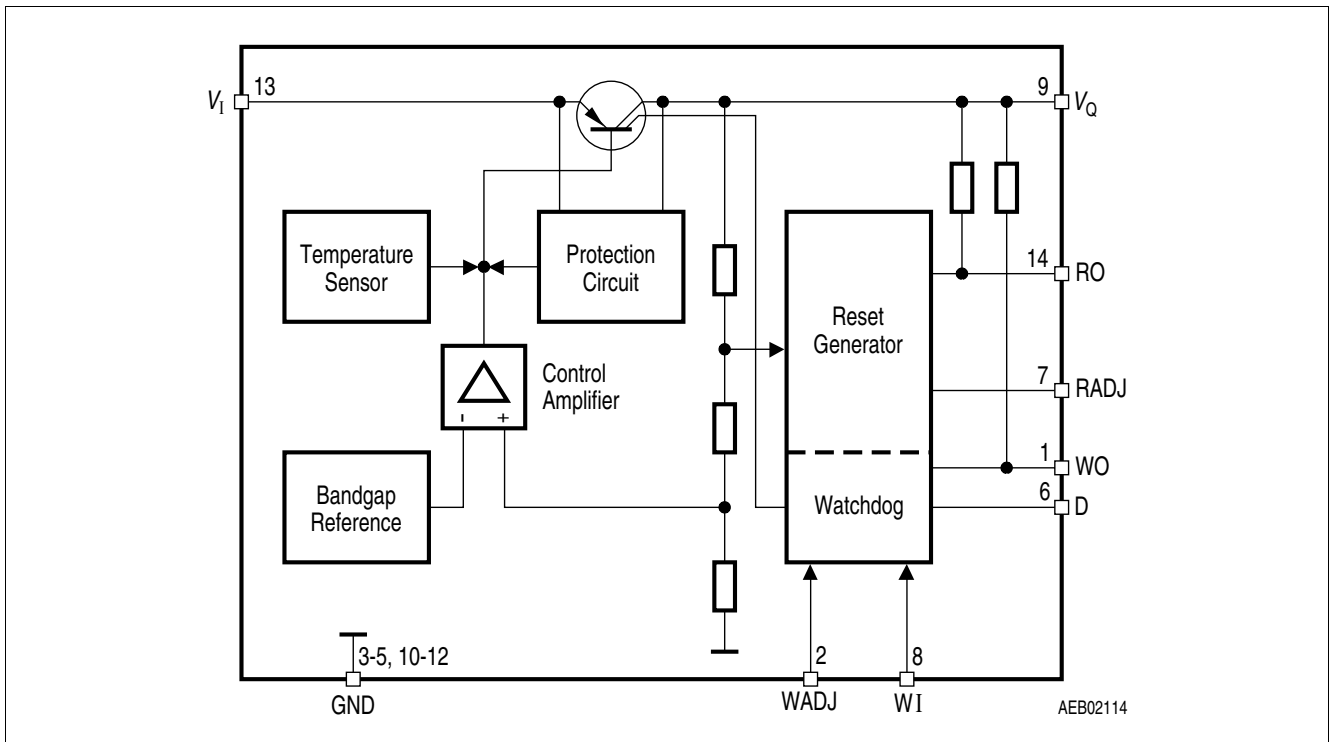 13
V_I
9
V_Q
Temperature
Sensor
Protection
Circuit
14
RO
Reset
Generator
Control
Amplifier
- +
7
RADJ
1
WO
Bandgap
Reference
Watchdog
6
D
3-5, 10-12
GND
2
WADJ
8
WI
AEB02114